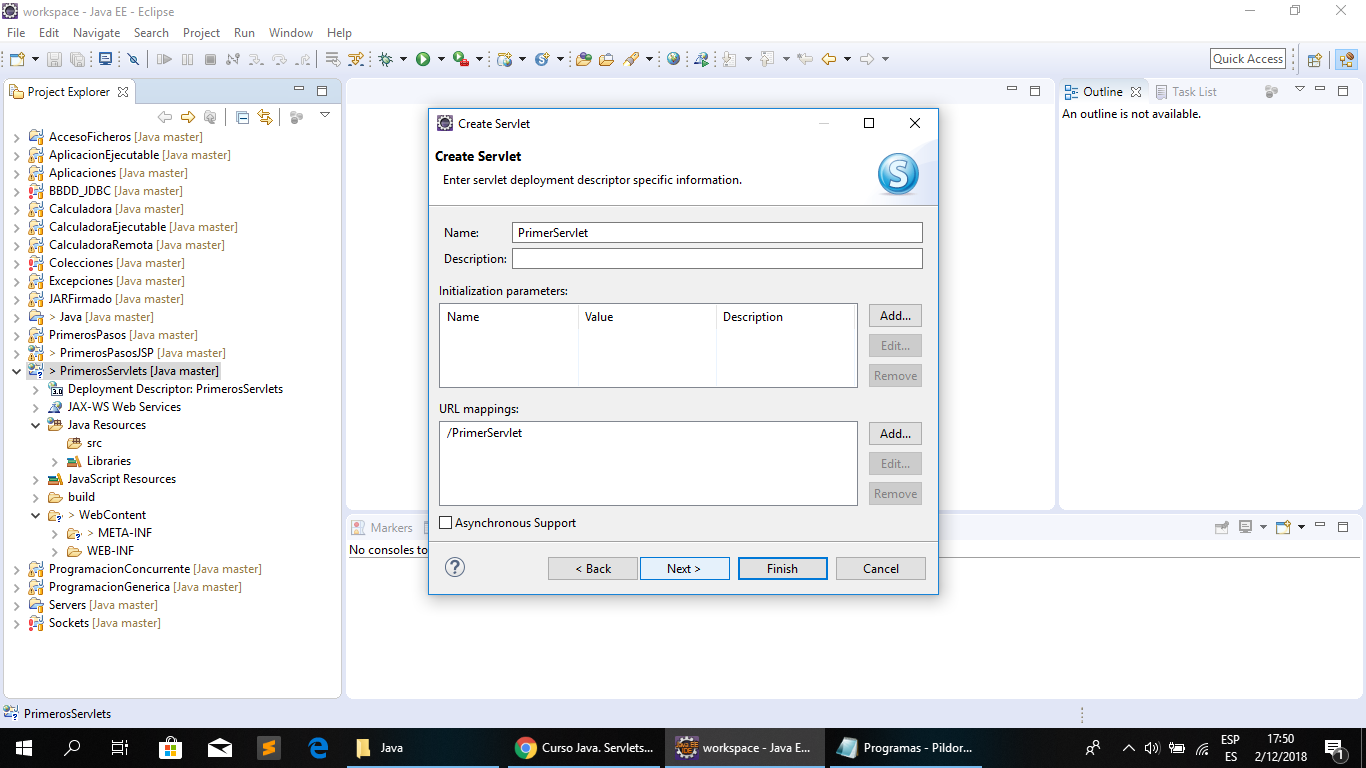 workspace - Java EE - Eclipse
File Edit Navigate Search Project Run Window Help
Quick Access
Project Explorer
AccesoFicheros [Java master]
AplicacionEjecutable [Java master]
Aplicaciones [Java master]
BBDD_JDBC [Java master]
Calculadora [Java master]
CalculadoraEjecutable [Java master]
CalculadoraRemota [Java master]
Colecciones [Java master]
Excepciones [Java master]
JARFirmado [Java master]
> Java [Java master]
PrimerosPasos [Java master]
> PrimerosPasosJSP [Java master]
> PrimerosServlets [Java master]
3.0 Deployment Descriptor: PrimerosServlets
JAX-WS Web Services
Java Resources
src
Libraries
JavaScript Resources
build
> WebContent
> META-INF
WEB-INF
ProgramacionConcurrente [Java master]
ProgramacionGenerica [Java master]
Servers [Java master]
Sockets [Java master]
Create Servlet
Create Servlet
Enter servlet deployment descriptor specific information.
S
Name: PrimerServlet
Description:
Initialization parameters:
Name Value Description
Add...
Edit...
Remove
URL mappings:
/PrimerServlet
Add...
Edit...
Remove
Asynchronous Support
? < Back Next > Finish Cancel
Outline Task List
An outline is not available.
Markers
No consoles to
PrimerosServlets
Java
Curso Java. Servlets...
workspace - Java E...
Programas - Pildor...
ESP
ES
17:50
2/12/2018
1